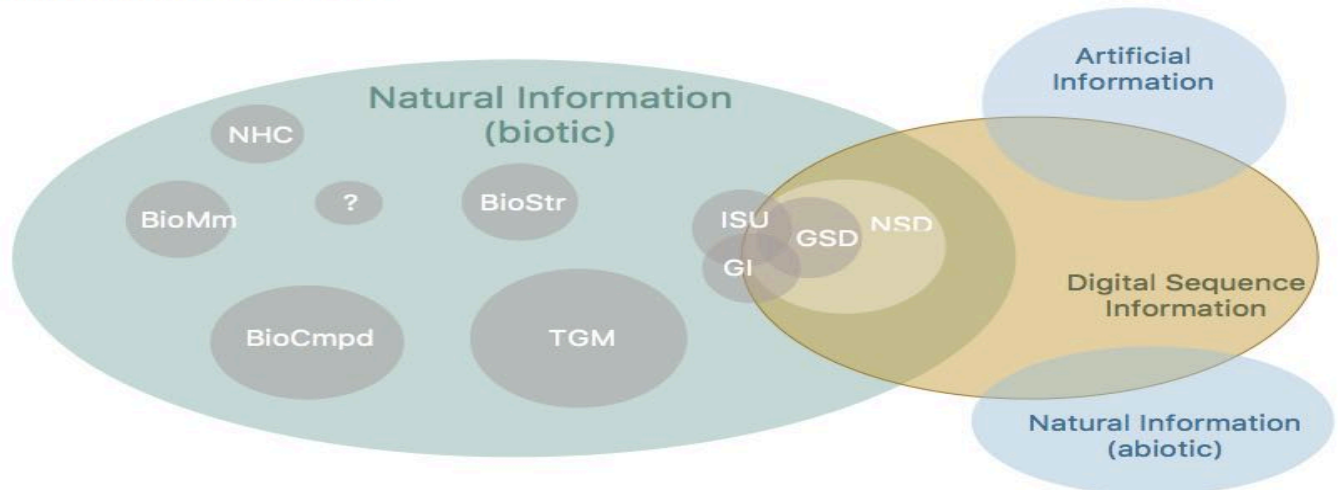 Artificial
Information
Natural Information
(biotic)
NHC
?
BioStr
BioMm
ISU
GSD
NSD
GI
Digital Sequence
Information
BioCmpd
TGM
Natural Information
(abiotic)